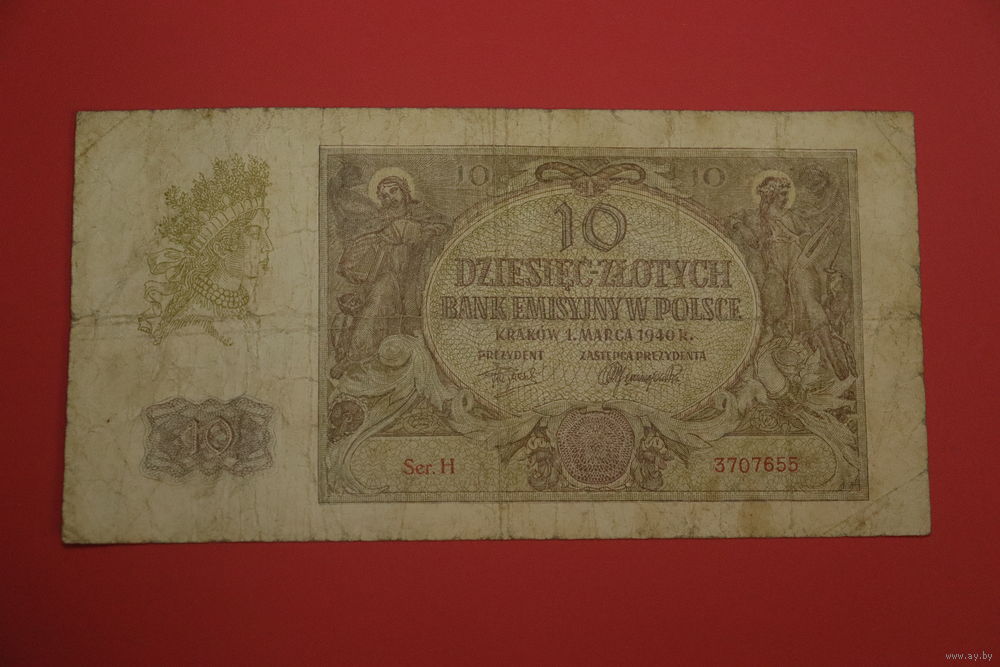 10 10
10
DZIESIĘĆ-ZŁOTYCH
BANK EMISYJNY W POLSCE
KRAKÓW 1. MARCA 1940 R.
PREZYDENT ZASTĘPCA PREZYDENTA
10
Ser. H 3707655
www.ay.by